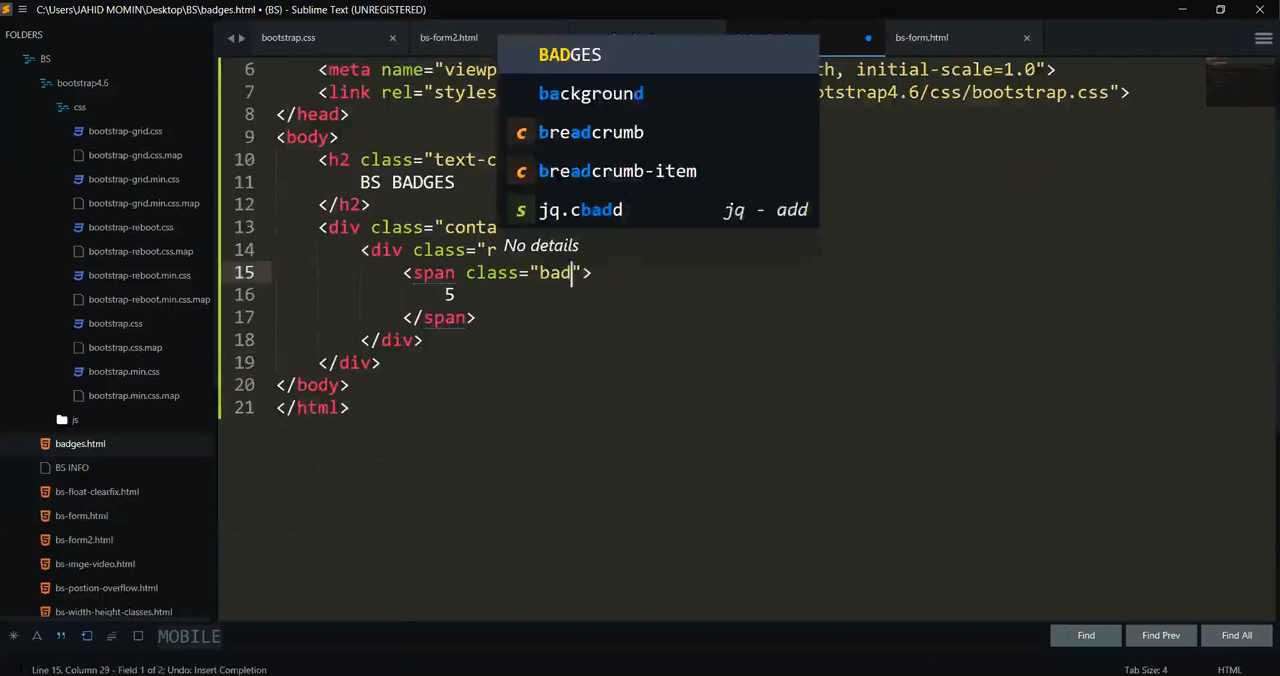 C:\Users\JAHID MOMIN\Desktop\BS\badges.html • (BS) - Sublime Text (UNREGISTERED)
FOLDERS
BS
bootstrap4.6
css
bootstrap-grid.css
bootstrap-grid.css.map
bootstrap-grid.min.css
bootstrap-grid.min.css.map
bootstrap-reboot.css
bootstrap-reboot.css.map
bootstrap-reboot.min.css
bootstrap-reboot.min.css.map
bootstrap.css
bootstrap.css.map
bootstrap.min.css
bootstrap.min.css.map
js
badges.html
BS INFO
bs-float-clearfix.html
bs-form.html
bs-form2.html
bs-imge-video.html
bs-postion-overflow.html
bs-width-height-classes.html
bootstrap.css
bs-form2.html
bs-form.html
BADGES
background
c breadcrumb
c breadcrumb-item
s jq.cbadd jq - add
No details
6 <meta name="viewp th, initial-scale=1.0">
7 <link rel="styles otstrap4.6/css/bootstrap.css">
8 </head>
9 <body>
10 <h2 class="text-c
11 BS BADGES
12 </h2>
13 <div class="conta
14 <div class="r
15 <span class="bad">
16 5
17 </span>
18 </div>
19 </div>
20 </body>
21 </html>
MOBILE
Find
Find Prev
Find All
Line 15, Column 29 - Field 1 of 2; Undo: Insert Completion
Tab Size: 4
HTML